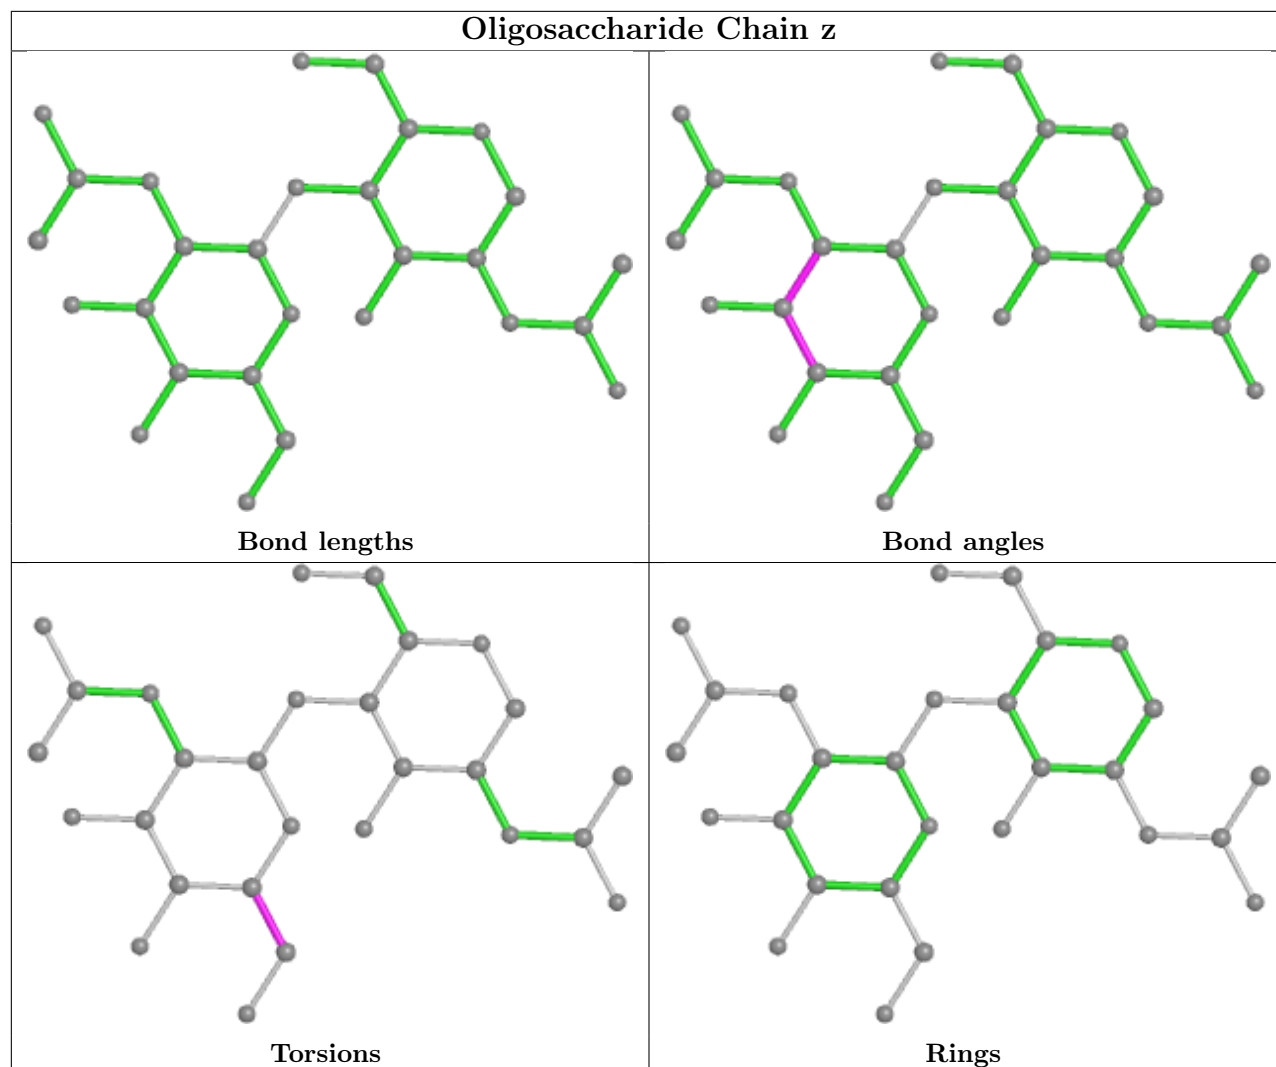 Oligosaccharide Chain z
Bond lengths
Bond angles
Torsions
Rings